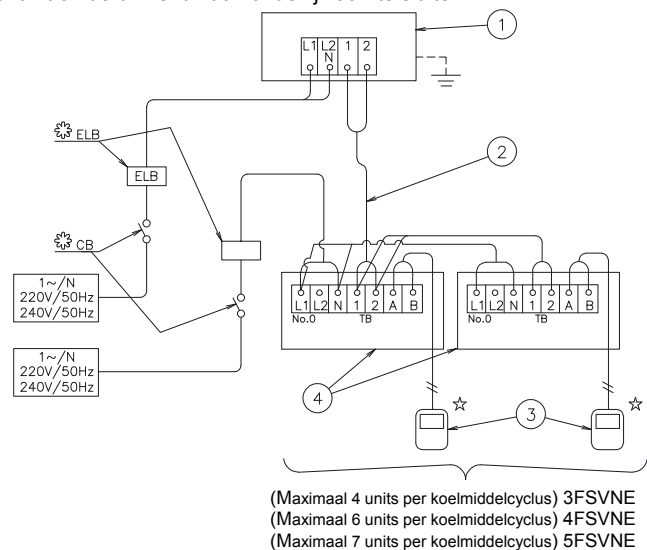 1
L1 L2 N 1 2
ELB
2
ELB
CB
1~/N
220V/50Hz
240V/50Hz
L1 L2 N 1 2 A B
No.0 TB
L1 L2 N 1 2 A B
No.0 TB
1~/N
220V/50Hz
240V/50Hz
4
3
(Maximaal 4 units per koelmiddelcyclus) 3FSVNE
(Maximaal 6 units per koelmiddelcyclus) 4FSVNE
(Maximaal 7 units per koelmiddelcyclus) 5FSVNE